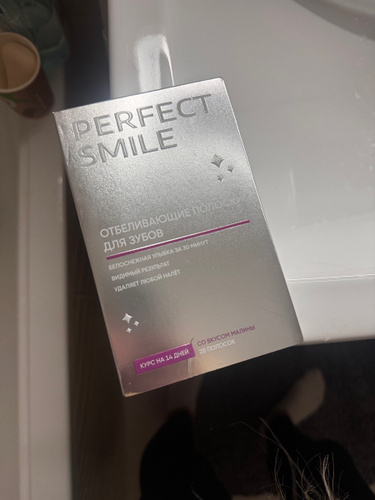 PERFECT
SMILE
ОТБЕЛИВАЮЩИЕ ПОЛОСКИ
ДЛЯ ЗУБОВ
БЕЛОСНЕЖНАЯ УЛЫБКА ЗА 30 МИНУТ
ВИДИМЫЙ РЕЗУЛЬТАТ
УДАЛЯЕТ ЛЮБОЙ НАЛЁТ
КУРС НА 14 ДНЕЙ
СО ВКУСОМ МАЛИНЫ
28 ПОЛОСОК